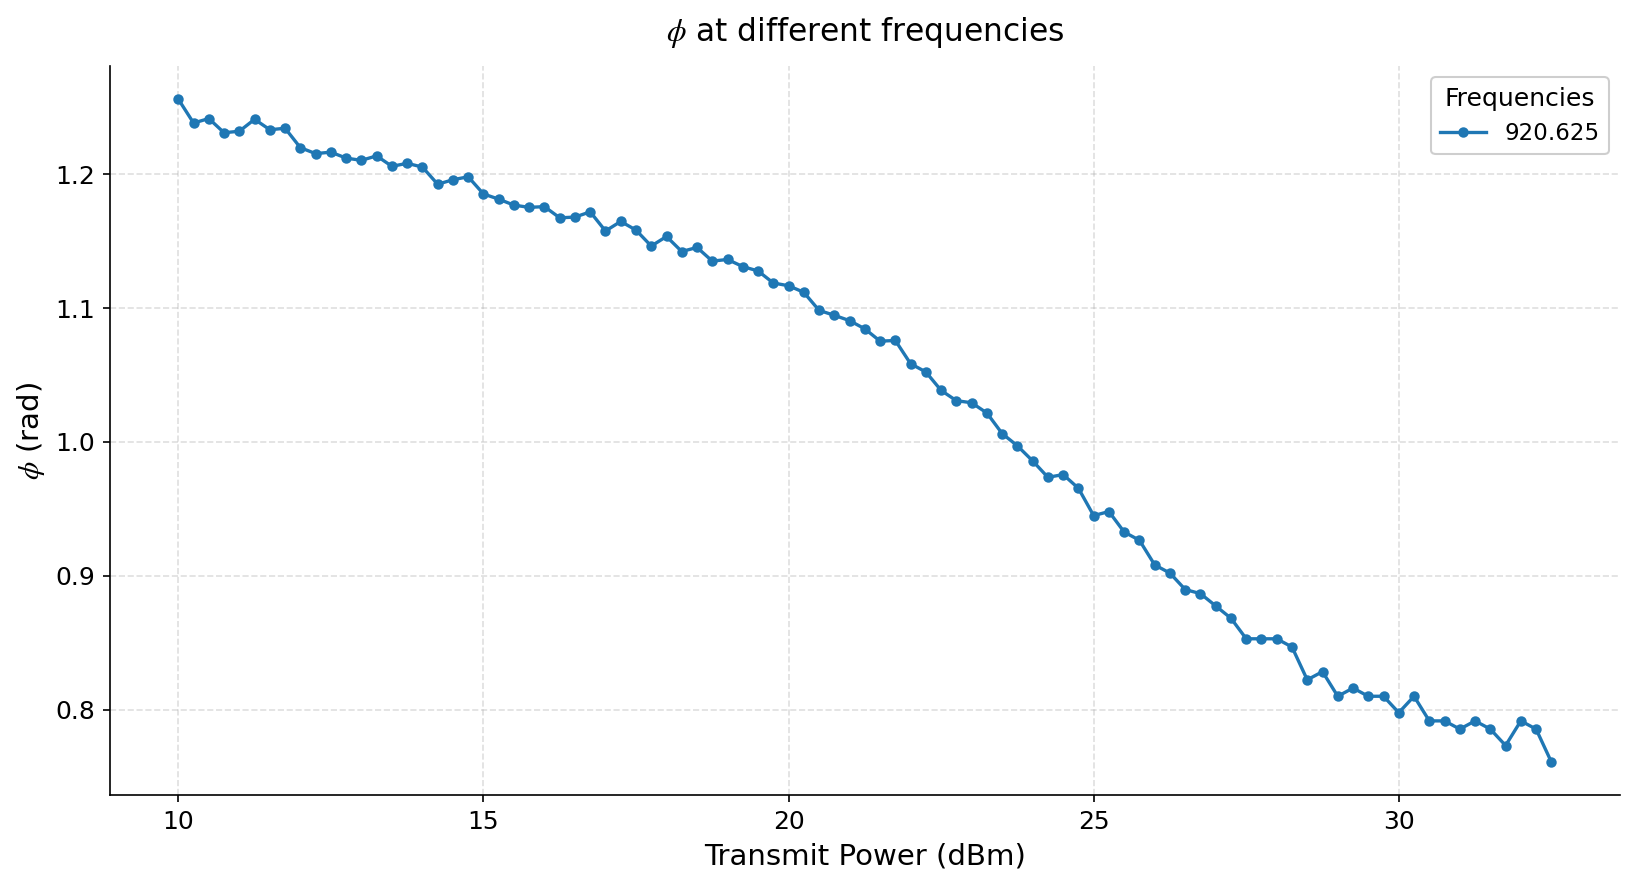 ϕ at different frequencies
Frequencies
920.625
ϕ (rad)
1.2
1.1
1.0
0.9
0.8
10 15 20 25 30
Transmit Power (dBm)